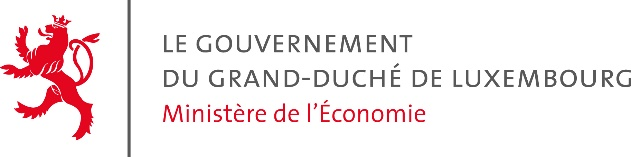 LE GOUVERNEMENT
DU GRAND-DUCHÉ DE LUXEMBOURG
Ministère de l’Économie